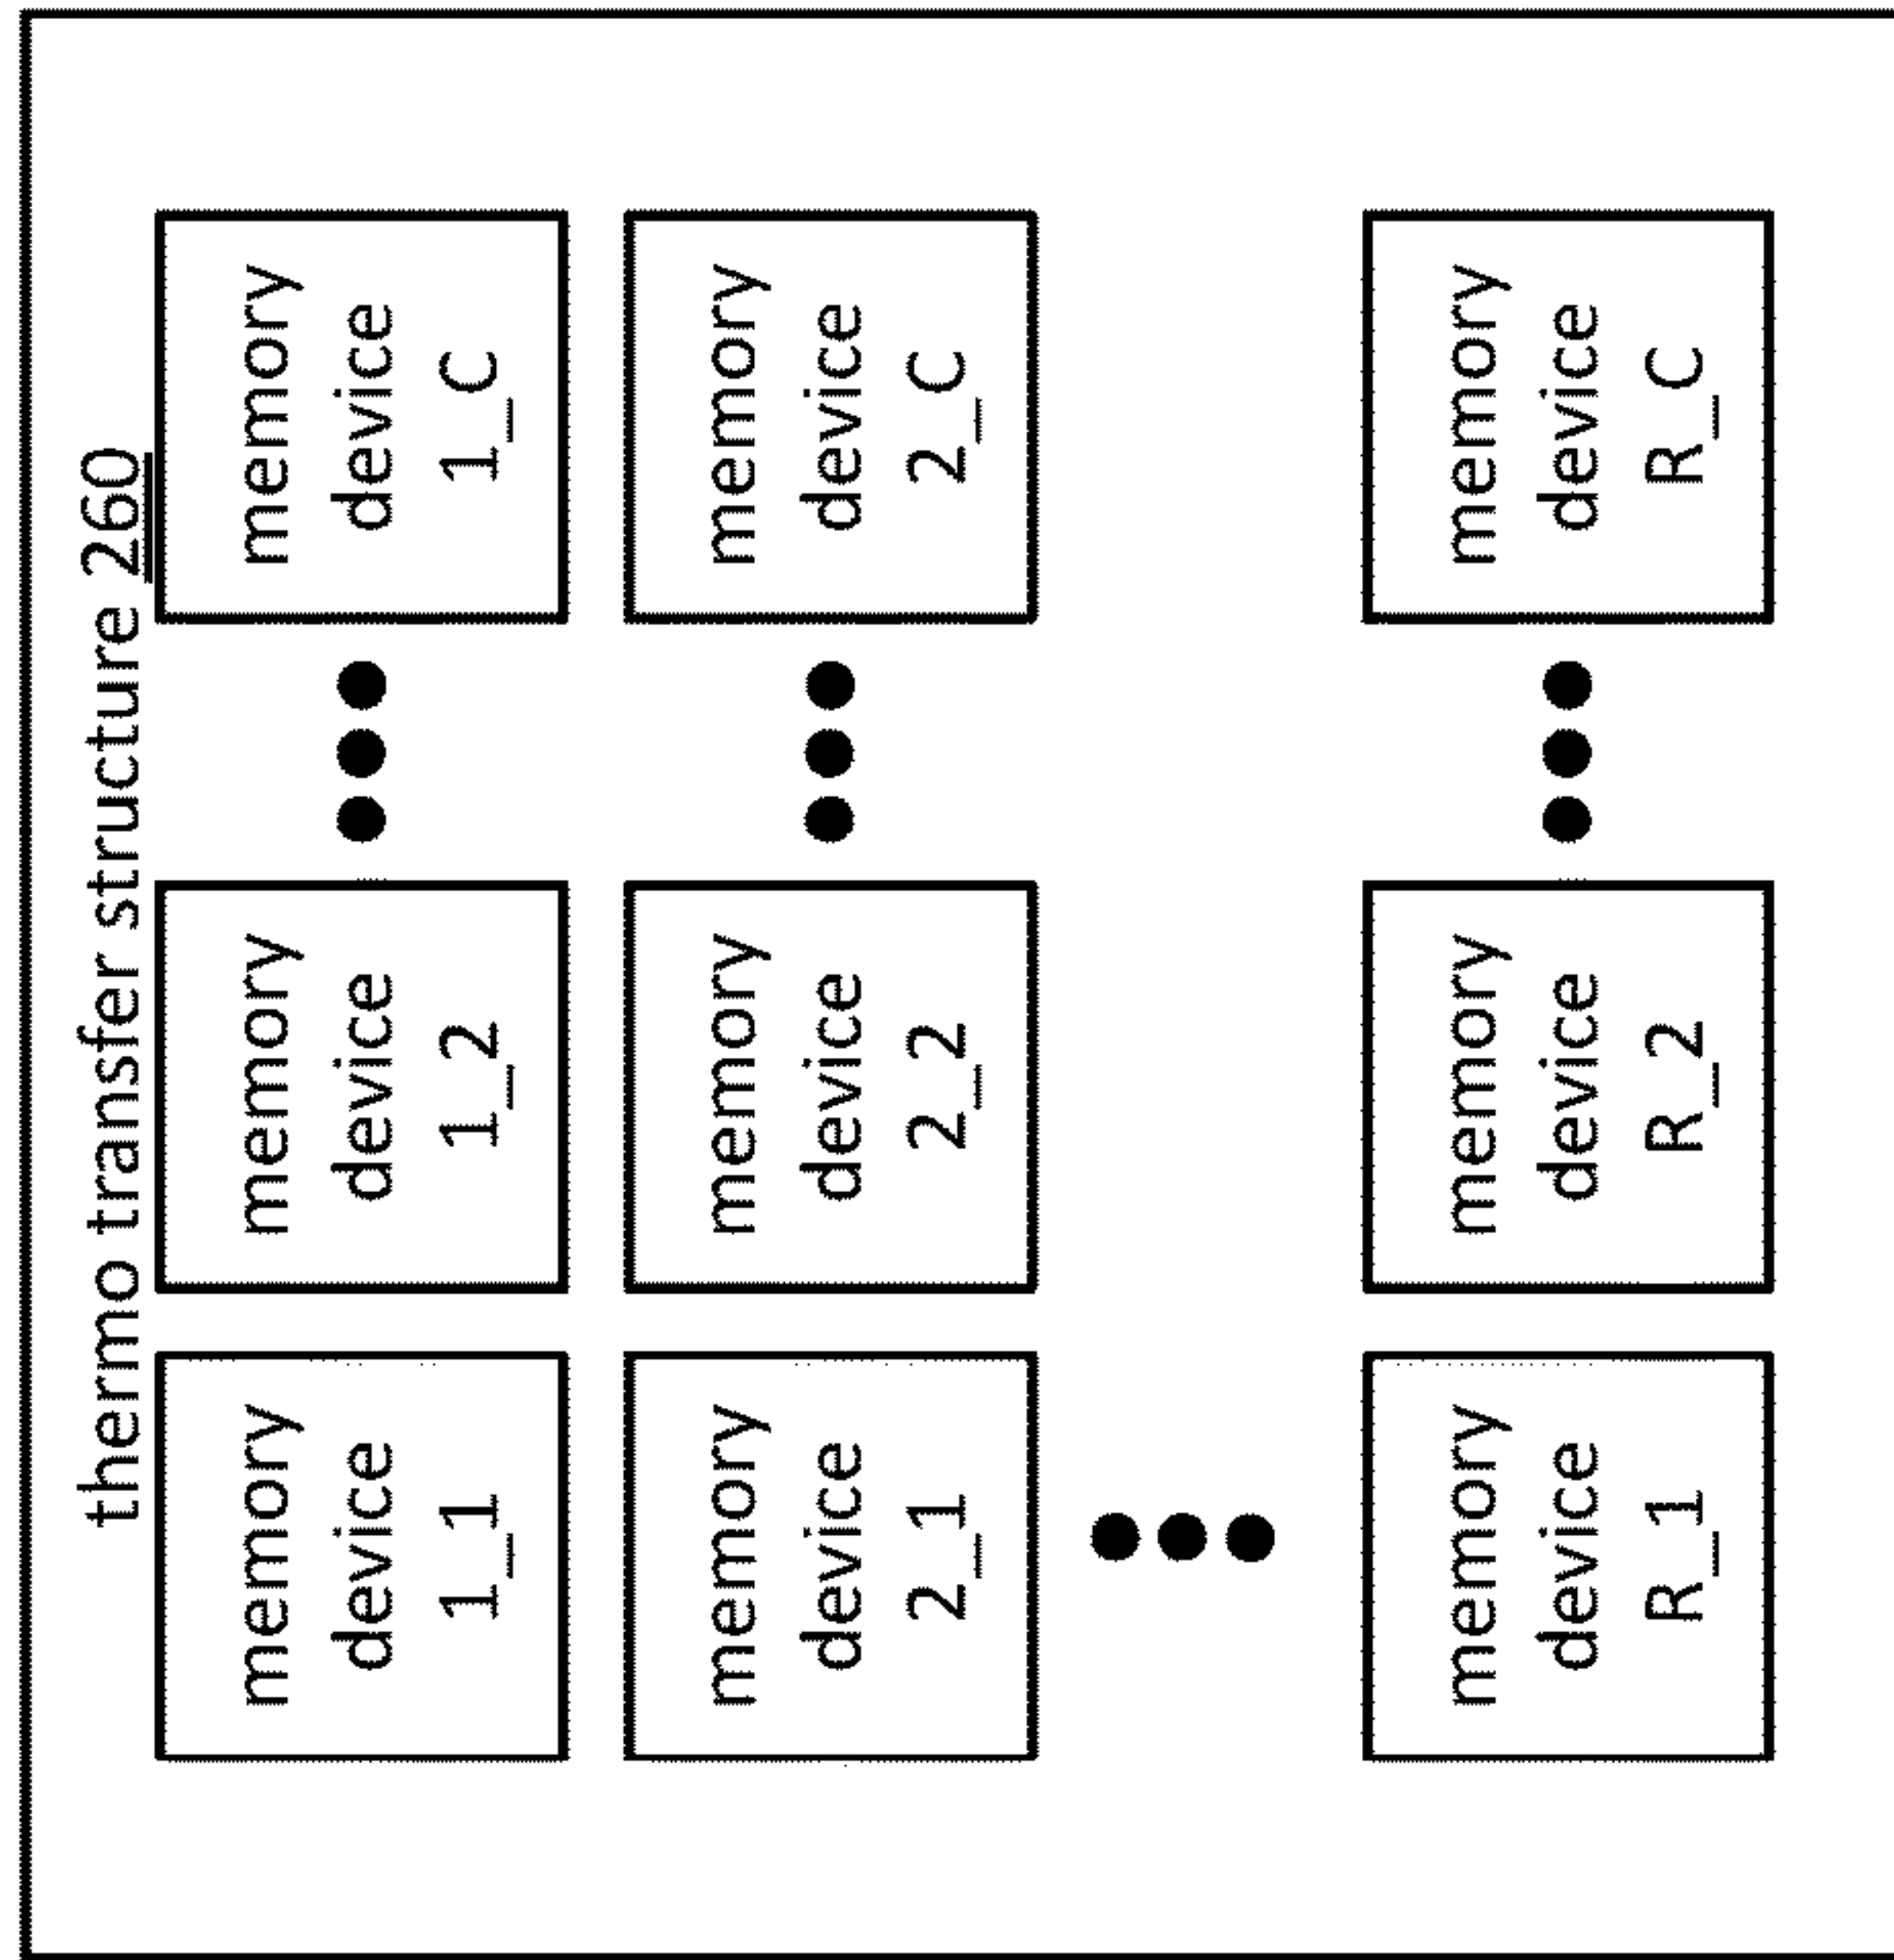 thermo transfer structure 260
memory
device
1_1
memory
device
1_2
memory
device
1_C
memory
device
2_1
memory
device
2_2
memory
device
2_C
memory
device
R_1
memory
device
R_2
memory
device
R_C